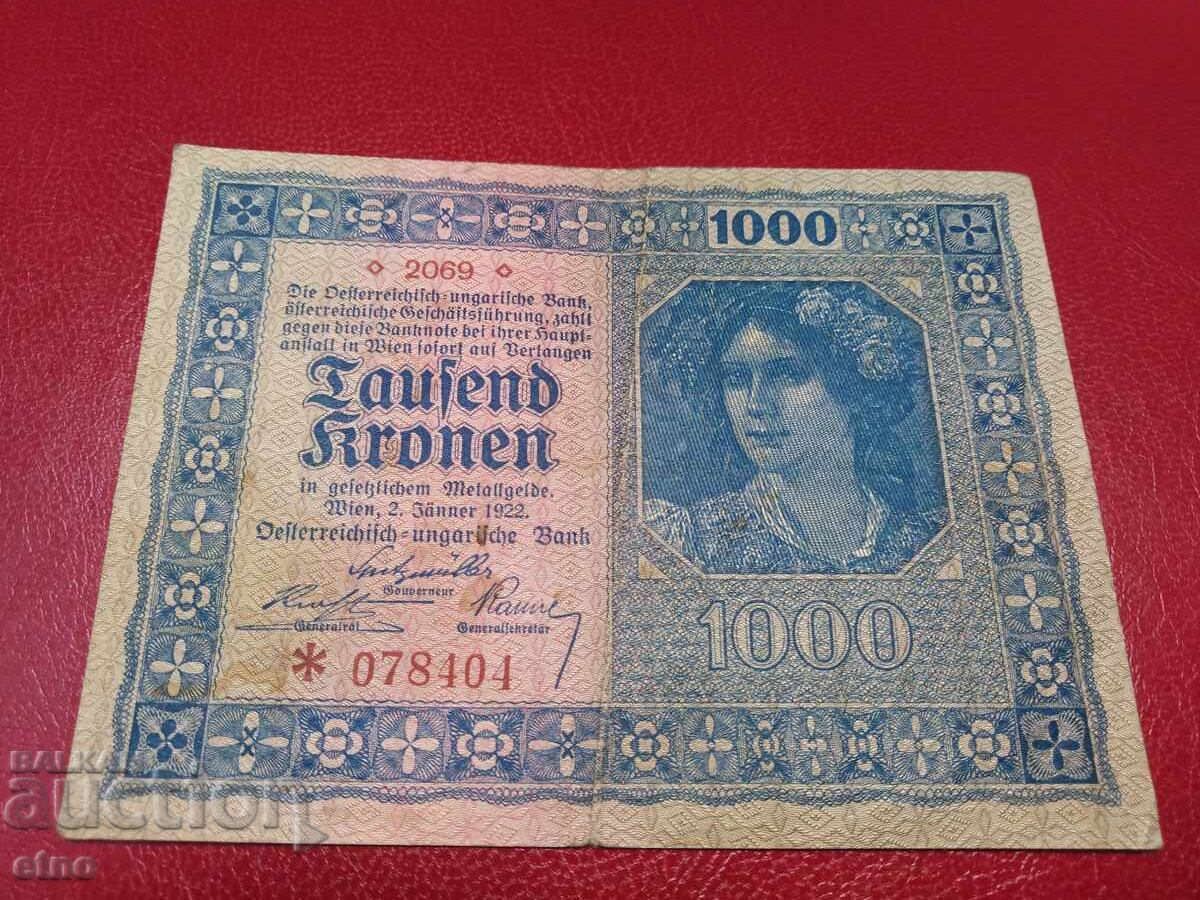 1000
◇ 2069 ◇
Die Oesterreichisch-ungarische Bank,
österreichische Geschäftsführung, zahlt
gegen diese Banknote bei ihrer Haupt-
anstalt in Wien sofort auf Verlangen
Tausend
Kronen
in gesetzlichem Metallgelde.
Wien, 2. Jänner 1922.
Oesterreichisch-ungarische Bank
Spitzmüller
Gouverneur
Generalrat
Generalsekretär
* 078404
1000
BALKAN
auction
etno